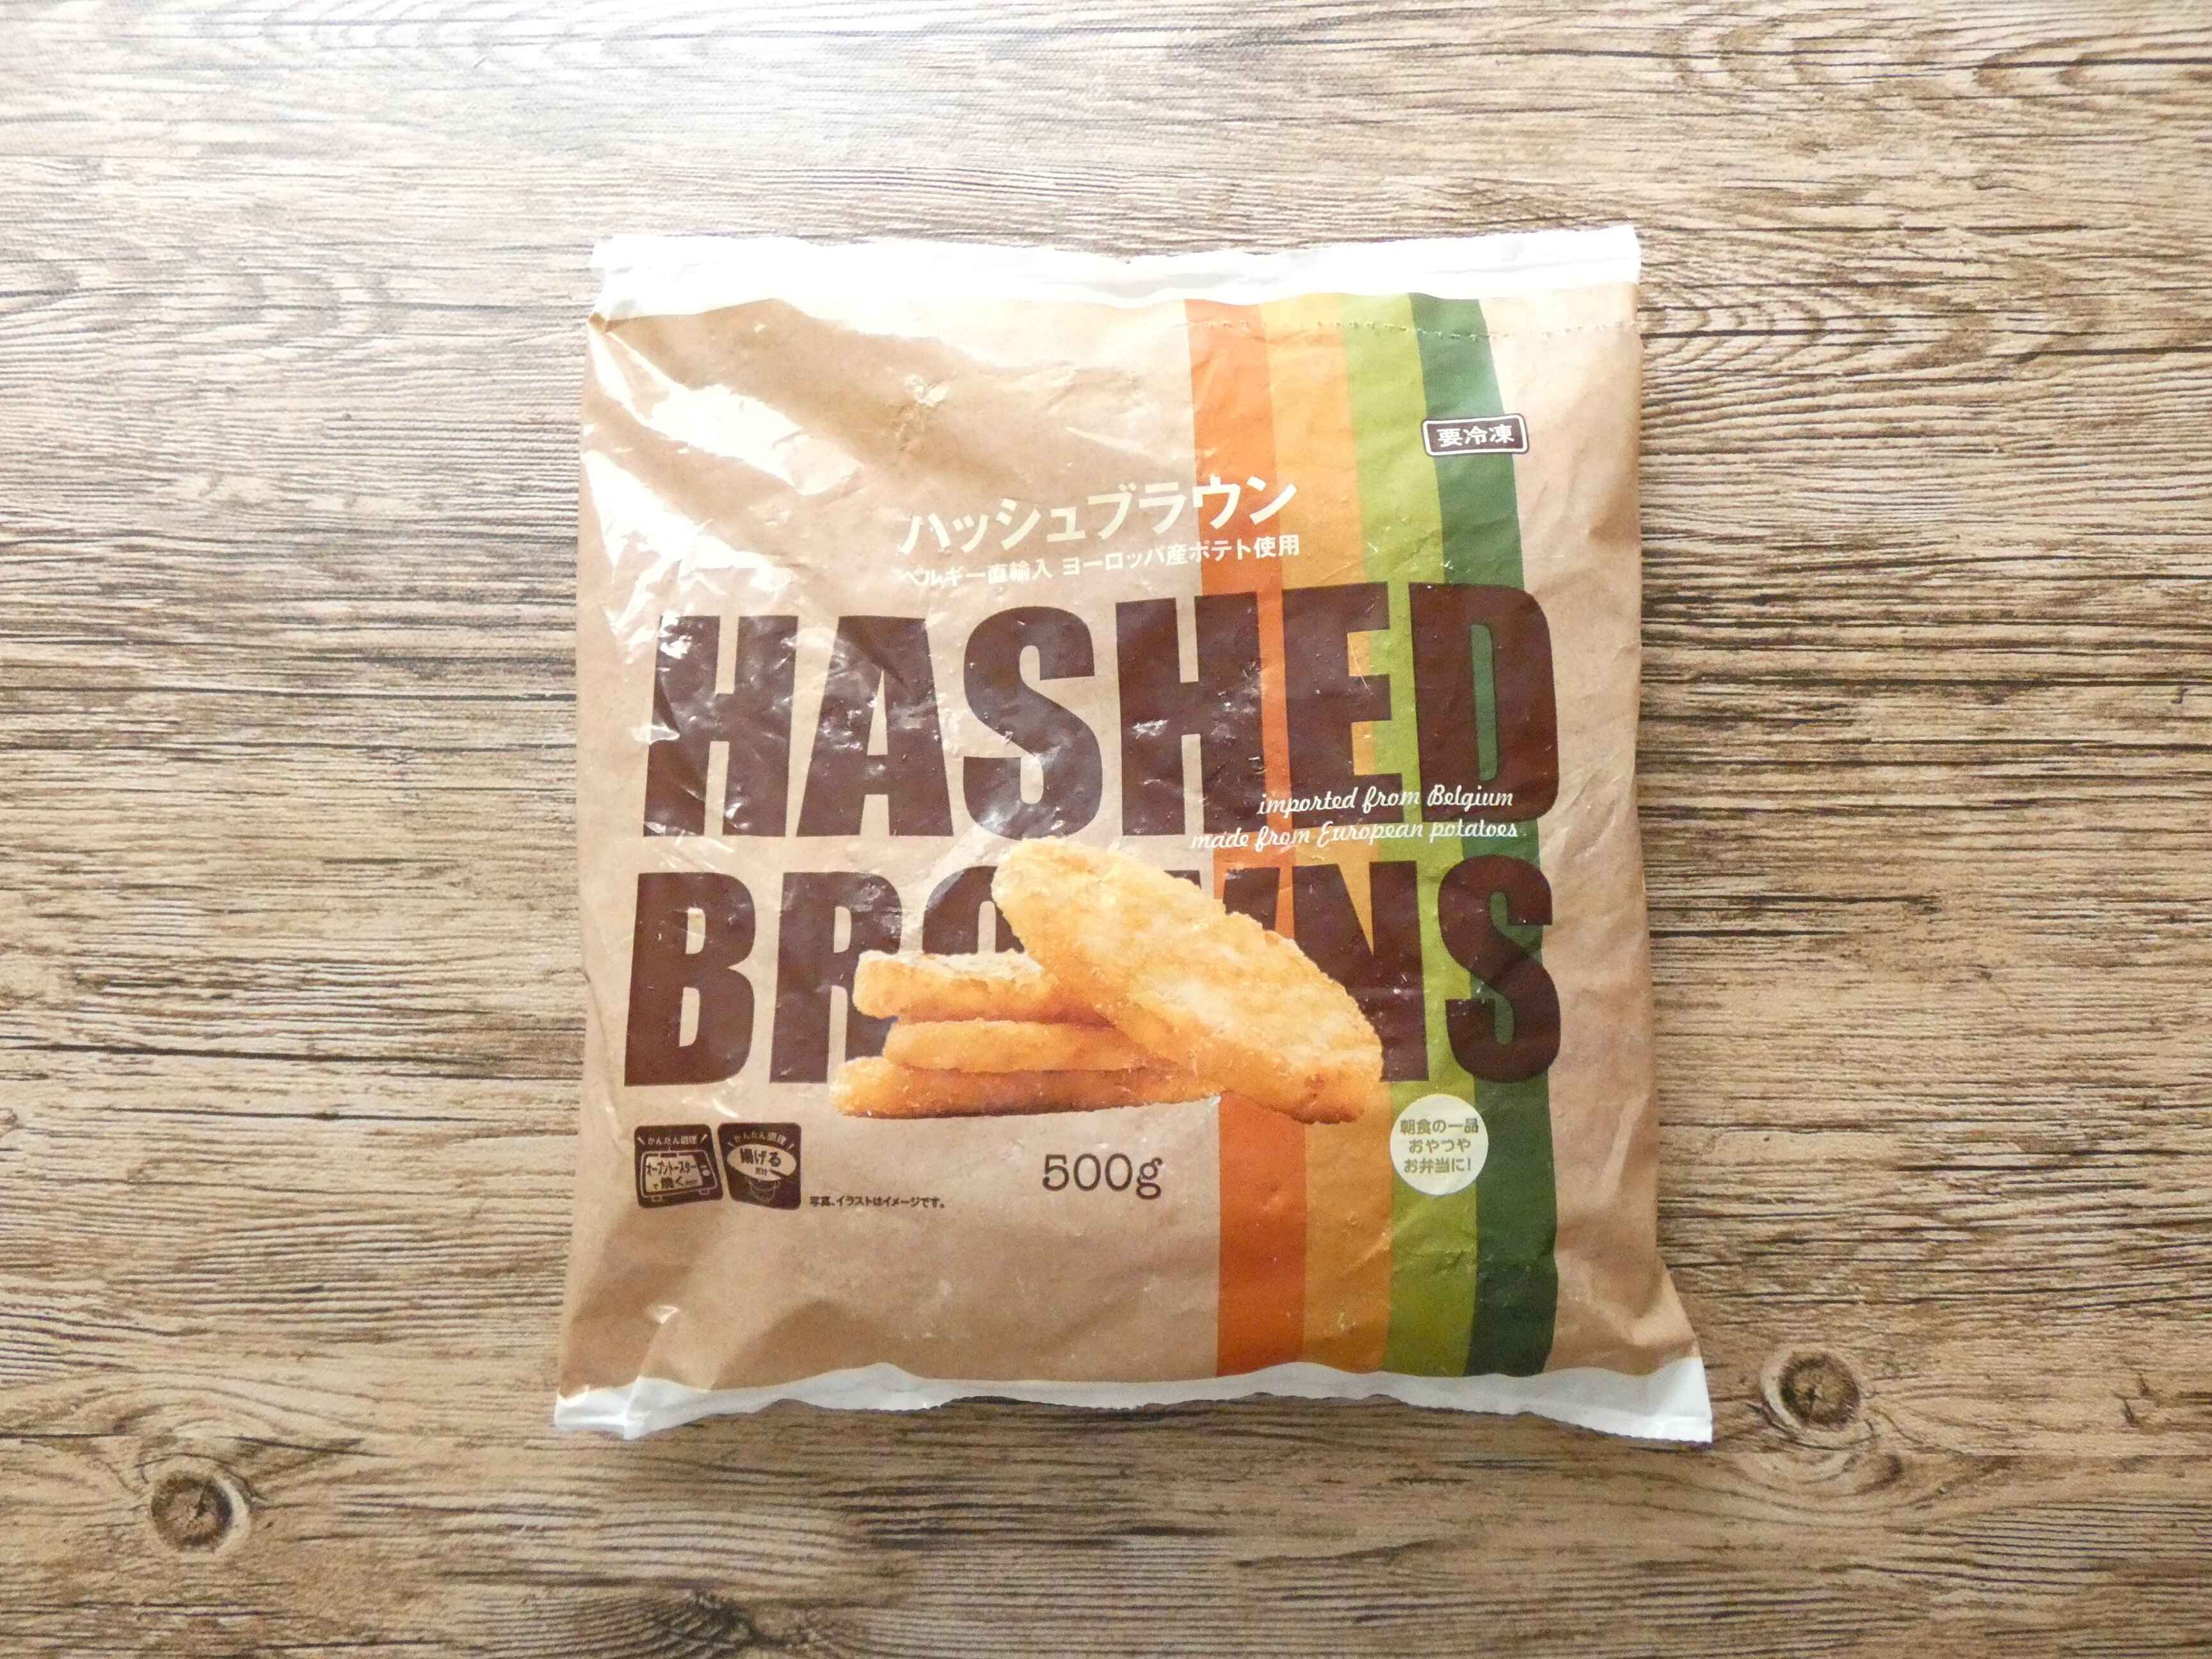 要冷凍
ハッシュブラウン
ベルギー直輸入 ヨーロッパ産ポテト使用
HASHED
imported from Belgium
made from European potatoes
BROWNS
かんたん調理
オーブントースター
で焼くだけ
かんたん調理
揚げる
だけ
写真、イラストはイメージです。
500g
朝食の一品
おやつや
お弁当に!